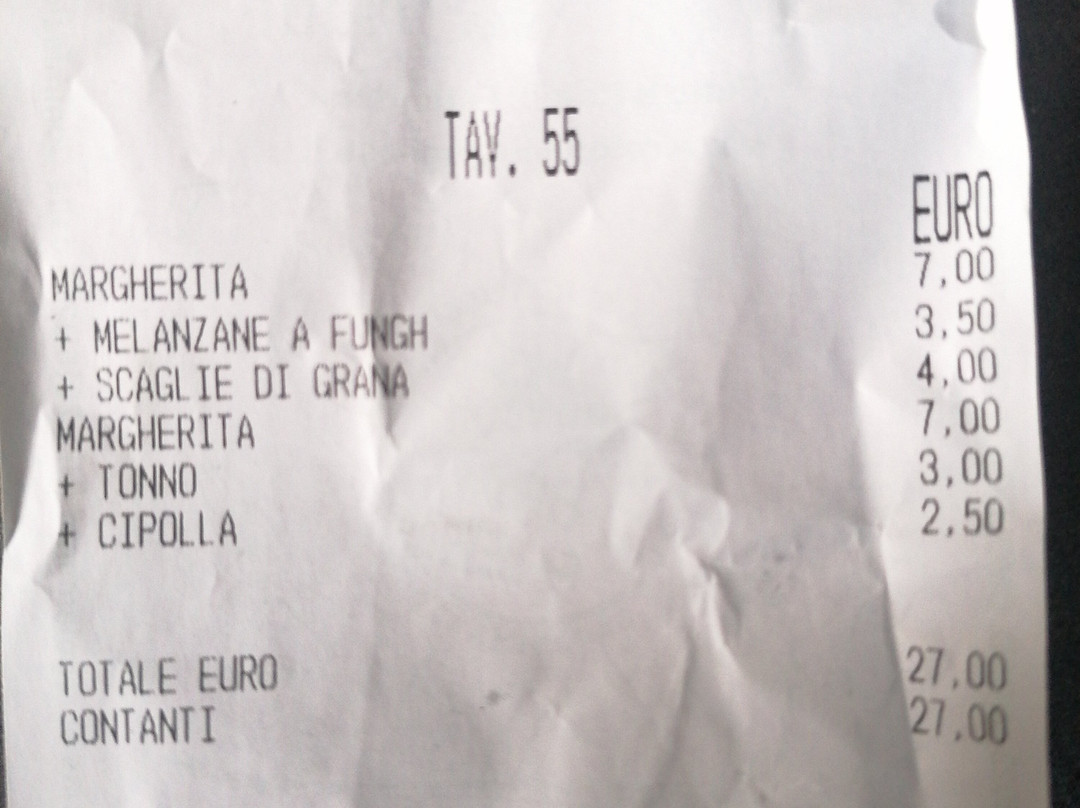 TAV. 55
EURO
MARGHERITA 7,00
+ MELANZANE A FUNGH 3,50
+ SCAGLIE DI GRANA 4,00
MARGHERITA 7,00
+ TONNO 3,00
+ CIPOLLA 2,50
TOTALE EURO 27,00
CONTANTI 27,00